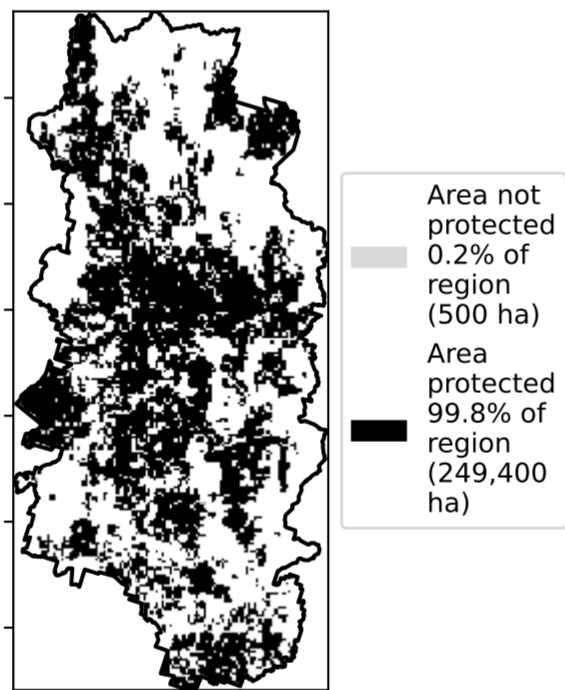 Area not
protected
0.2% of
region
(500 ha)
Area
protected
99.8% of
region
(249,400
ha)